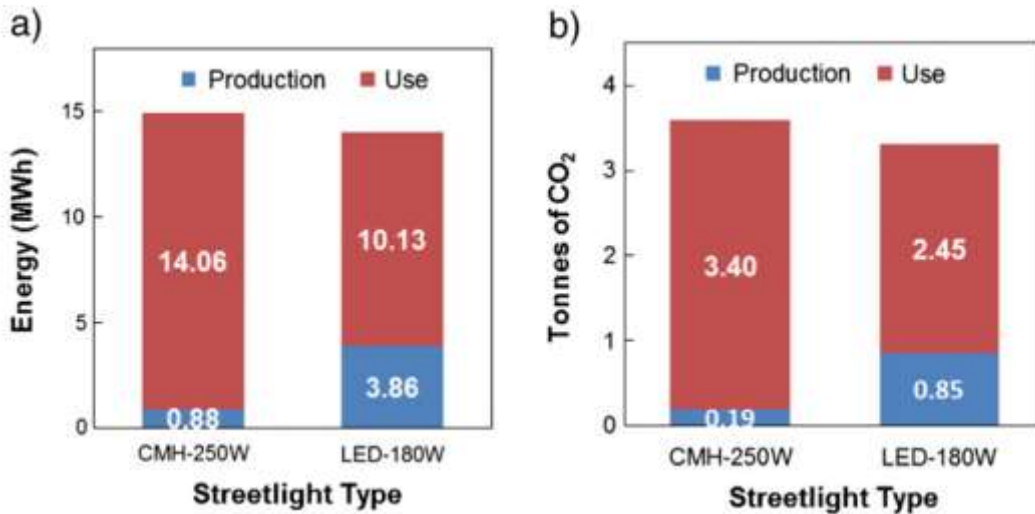 a)
Production Use
Energy (MWh)
15
10
5
0
14.06
0.88
10.13
3.86
CMH-250W LED-180W
Streetlight Type
b)
Production Use
Tonnes of CO₂
4
3
2
1
0
3.40
0.19
2.45
0.85
CMH-250W LED-180W
Streetlight Type